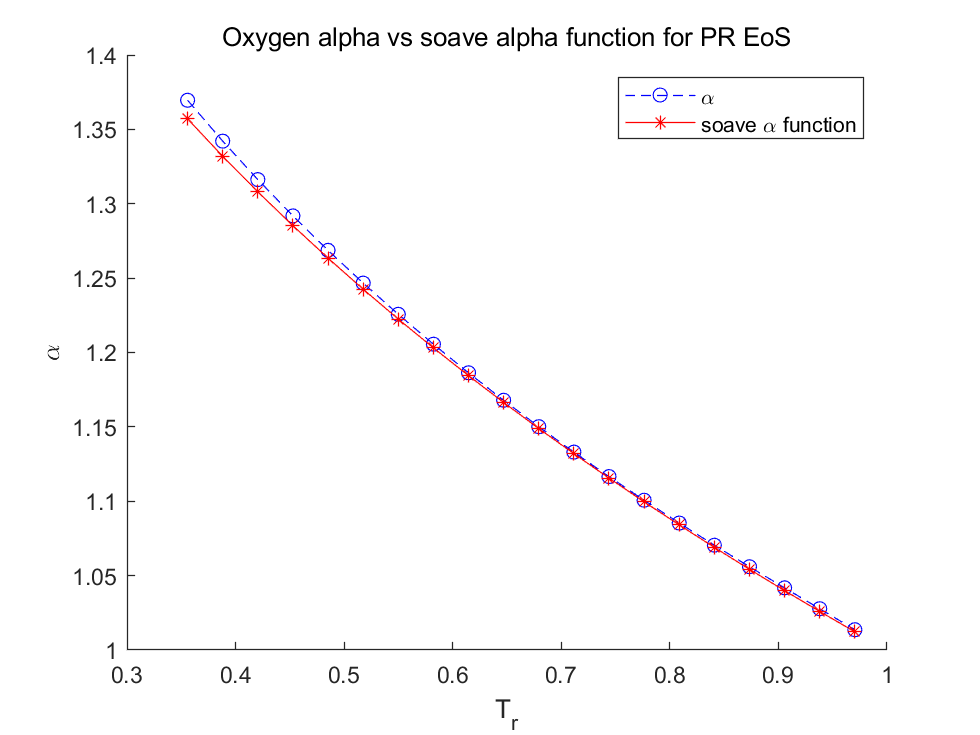 Oxygen alpha vs soave alpha function for PR EoS
α
soave α function
1.4
1.35
1.3
1.25
1.2
1.15
1.1
1.05
1
α
0.3 0.4 0.5 0.6 0.7 0.8 0.9 1
T_r